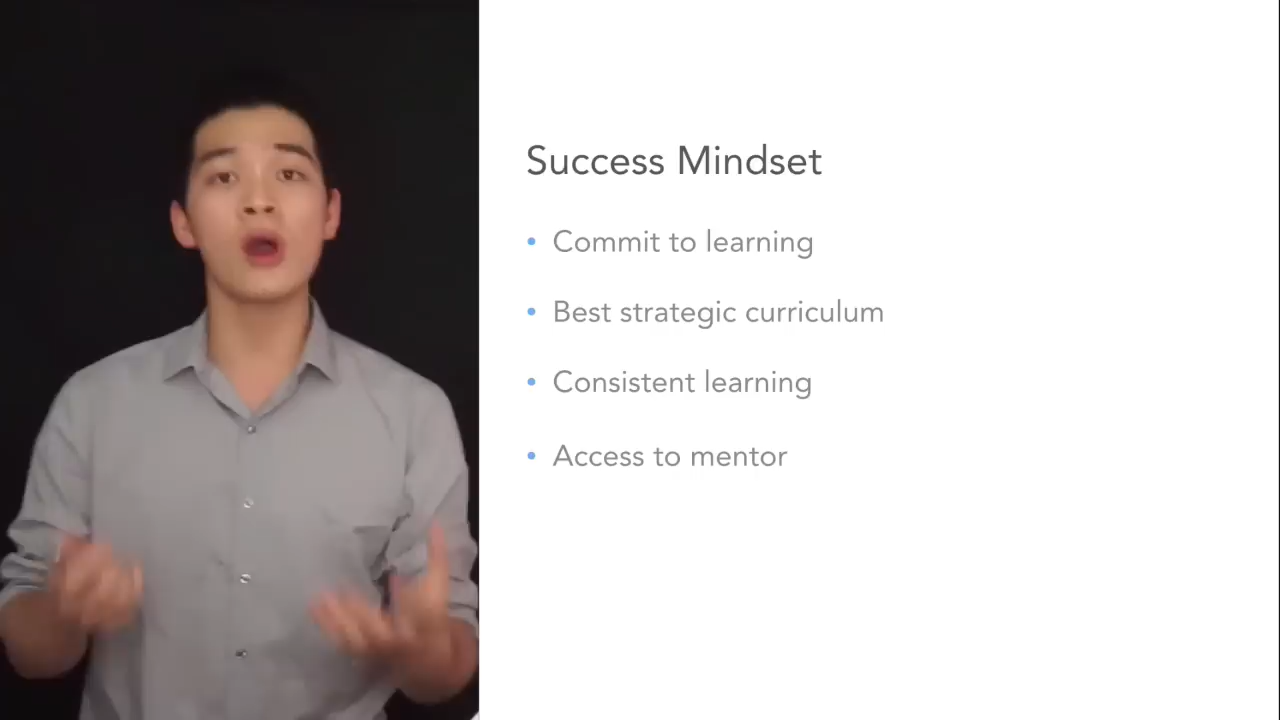 Success Mindset
• Commit to learning
• Best strategic curriculum
• Consistent learning
• Access to mentor